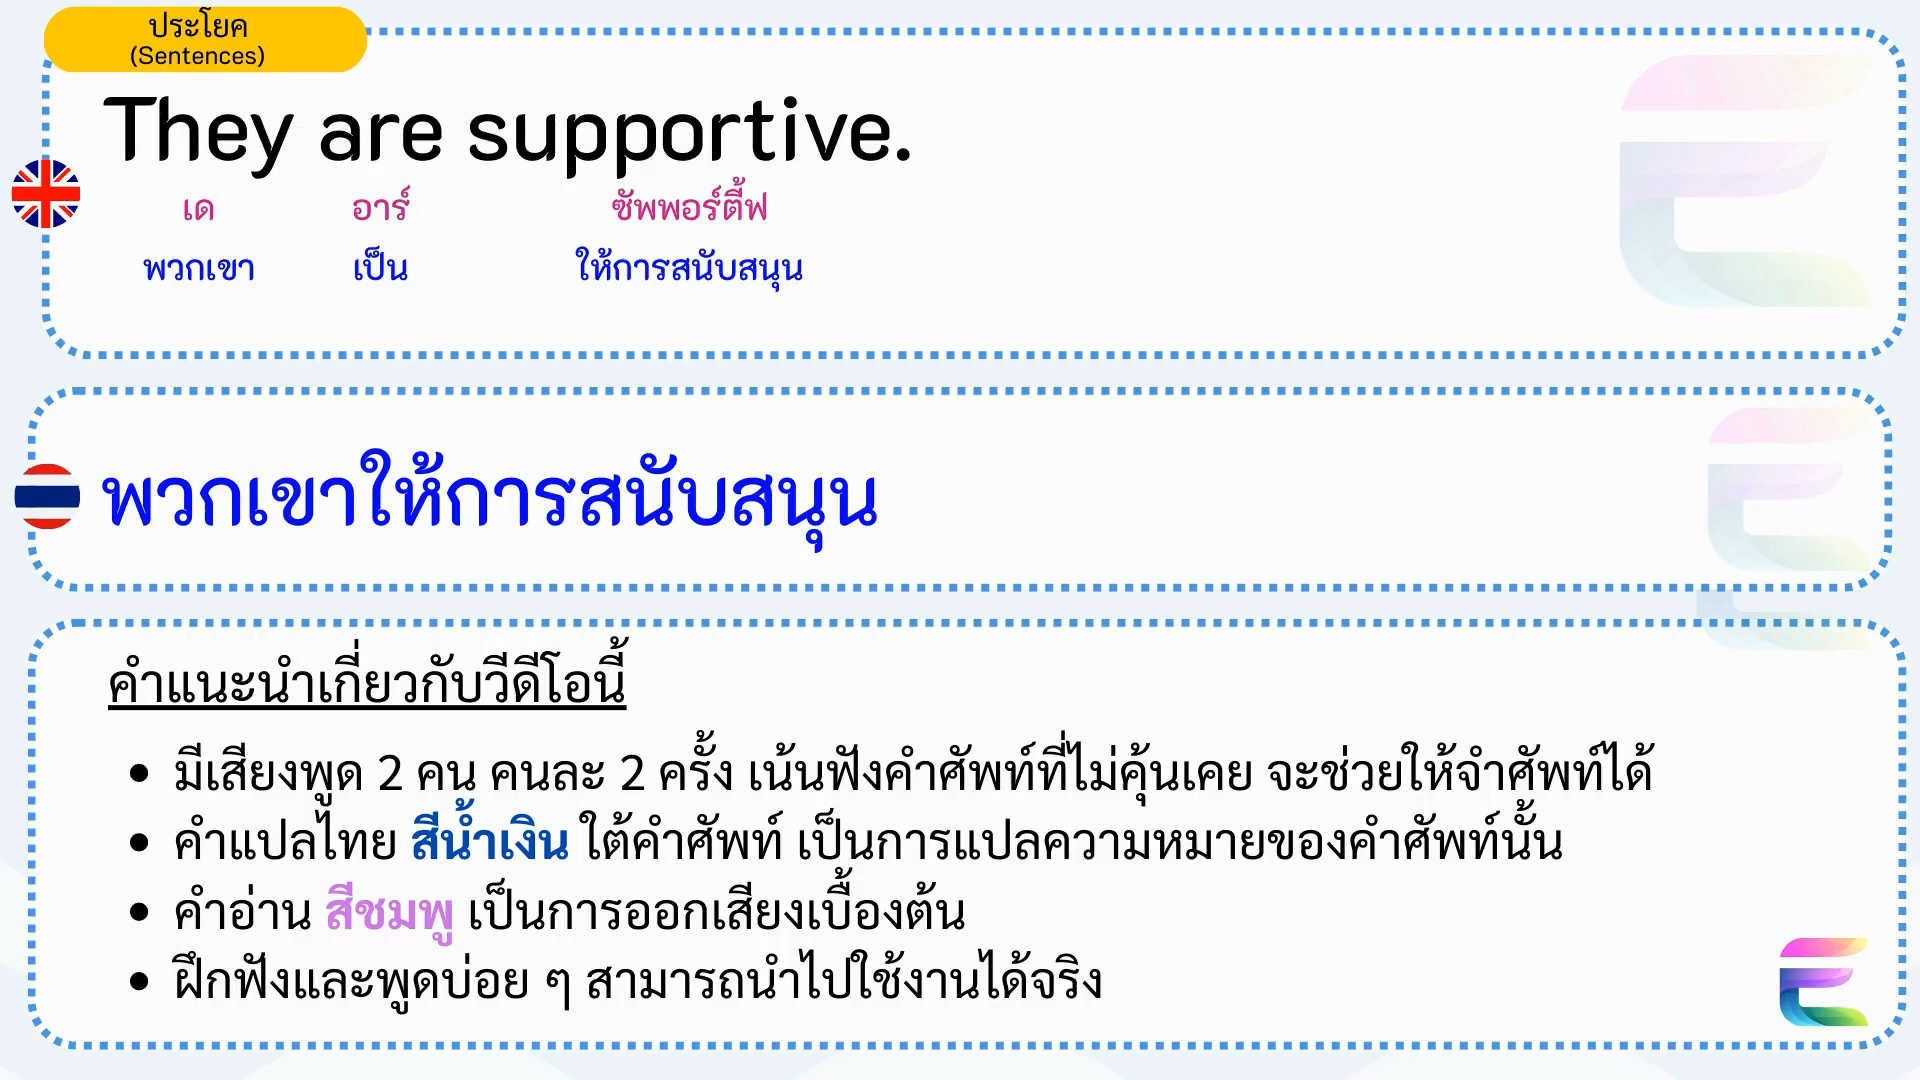 ประโยค
(Sentences)
They are supportive.
เด อาร์ ซัพพอร์ตี้ฟ
พวกเขา เป็น ให้การสนับสนุน
พวกเขาให้การสนับสนุน
คำแนะนำเกี่ยวกับวีดีโอนี้
• มีเสียงพูด 2 คน คนละ 2 ครั้ง เน้นฟังคำศัพท์ที่ไม่คุ้นเคย จะช่วยให้จำศัพท์ได้
• คำแปลไทย สีน้ำเงิน ใต้คำศัพท์ เป็นการแปลความหมายของคำศัพท์นั้น
• คำอ่าน สีชมพู เป็นการออกเสียงเบื้องต้น
• ฝึกฟังและพูดบ่อย ๆ สามารถนำไปใช้งานได้จริง